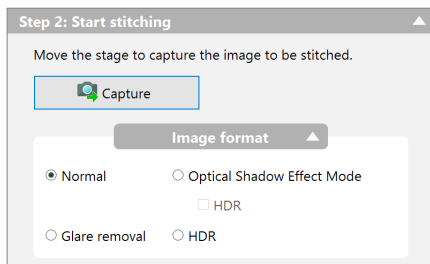 Step 2: Start stitching
Move the stage to capture the image to be stitched.
Capture
Image format
Normal
Optical Shadow Effect Mode
HDR
Glare removal
HDR